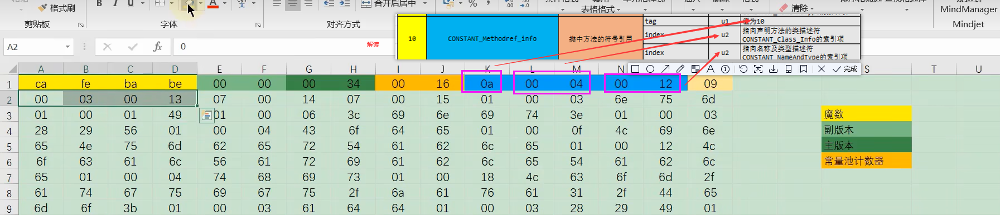 格式刷
B I U A
合并后居中
%
表格格式
清除
发送到
MindManager
剪贴板
字体
对齐方式
Mindjet
tag u1 值为10
10 CONSTANT_Methodref_info 类中方法的符号引用
index u2 指向声明方法的类描述符
CONSTANT_Class_Info的索引项
index u2 指向名称及类型描述符
CONSTANT_NameAndType的索引项
A2 fx 0
解读
完成
A B C D E F G H I J K L M N S T U
1 ca fe ba be 00 00 00 34 00 16 0a 00 04 00 12 09
2 00 03 00 13 07 00 14 07 00 15 01 00 03 6e 75 6d
3 01 00 01 49 01 00 06 3c 69 6e 69 74 3e 01 00 03 魔数
4 28 29 56 01 00 04 43 6f 64 65 01 00 0f 4c 69 6e 副版本
5 65 4e 75 6d 62 65 72 54 61 62 6c 65 01 00 12 4c 主版本
6 6f 63 61 6c 56 61 72 69 61 62 6c 65 54 61 62 6c 常量池计数器
7 65 01 00 04 74 68 69 73 01 00 18 4c 63 6f 6d 2f
8 61 74 67 75 69 67 75 2f 6a 61 76 61 31 2f 44 65
9 6d 6f 3b 01 00 03 61 64 64 01 00 03 28 29 49 01